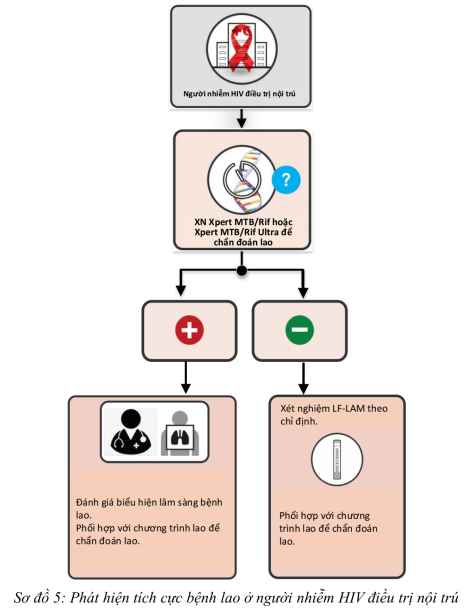 Người nhiễm HIV điều trị nội trú
?
XN Xpert MTB/Rif hoặc
Xpert MTB/Rif Ultra để
chẩn đoán lao
Đánh giá biểu hiện lâm sàng bệnh
lao.
Phối hợp với chương trình lao để
chẩn đoán lao.
Xét nghiệm LF-LAM theo
chỉ định.
Phối hợp với chương
trình lao để chẩn đoán
lao.
Sơ đồ 5: Phát hiện tích cực bệnh lao ở người nhiễm HIV điều trị nội trú